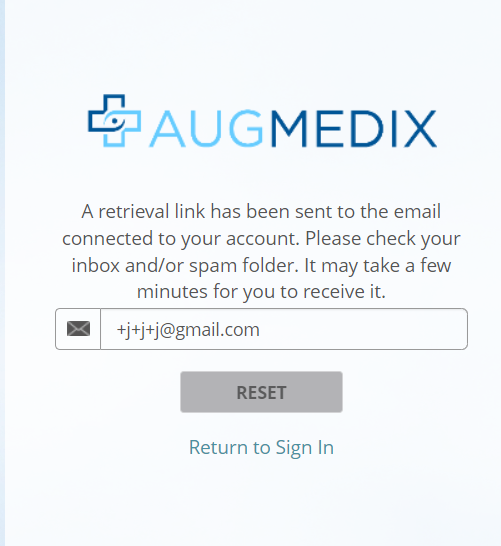 AUGMEDIX
A retrieval link has been sent to the email
connected to your account. Please check your
inbox and/or spam folder. It may take a few
minutes for you to receive it.
+j+j+j@gmail.com
RESET
Return to Sign In